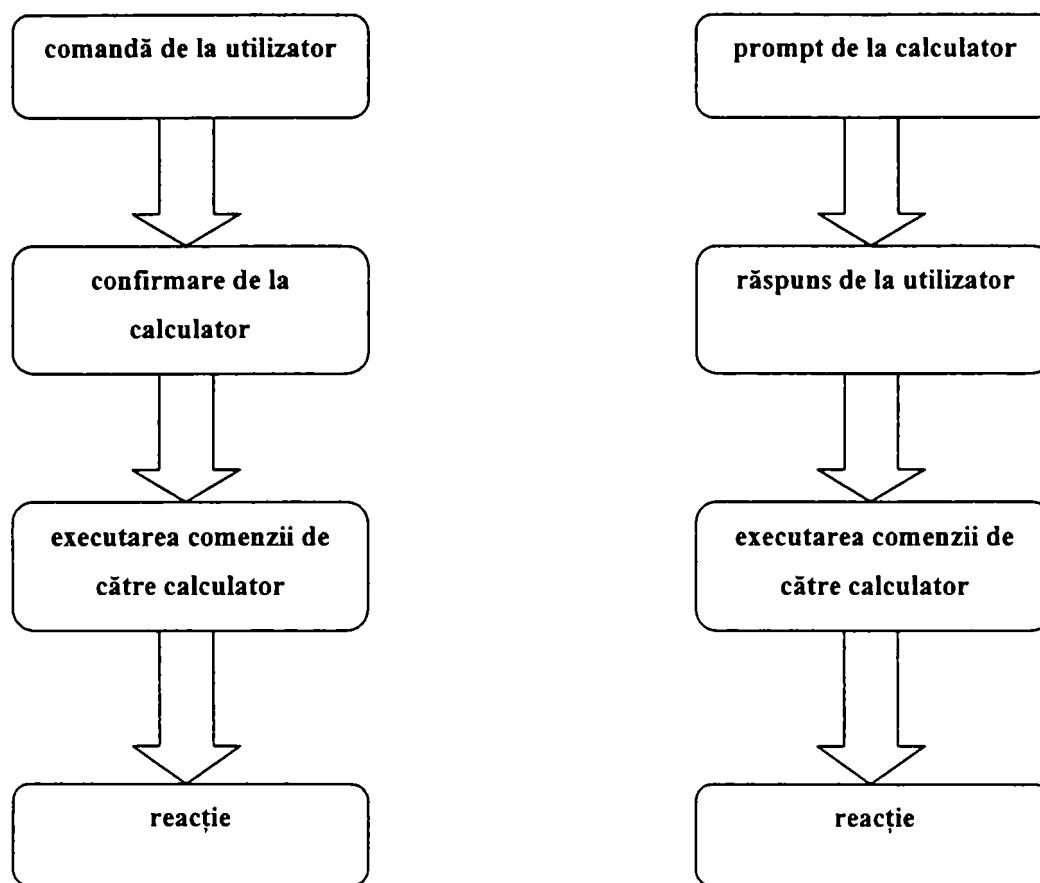 comandă de la utilizator
confirmare de la
calculator
executarea comenzii de
către calculator
reacție
prompt de la calculator
răspuns de la utilizator
executarea comenzii de
către calculator
reacție